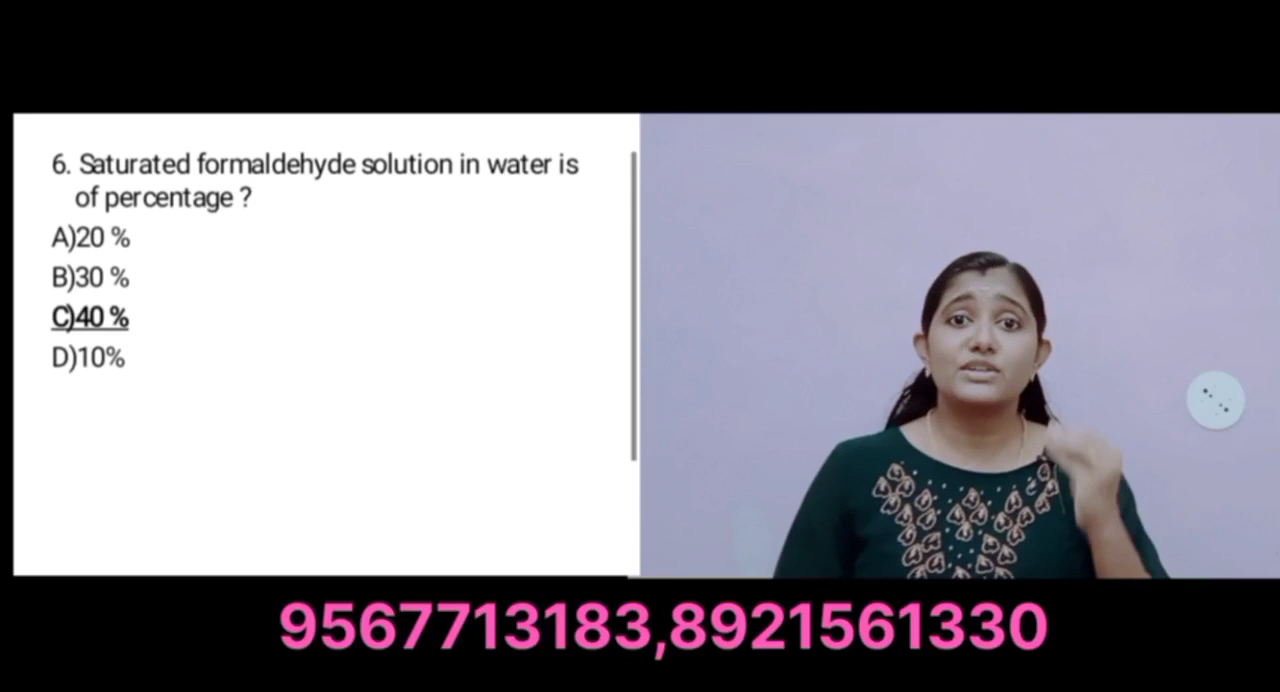 6. Saturated formaldehyde solution in water is
of percentage ?
A)20 %
B)30 %
C)40 %
D)10%
9567713183,8921561330